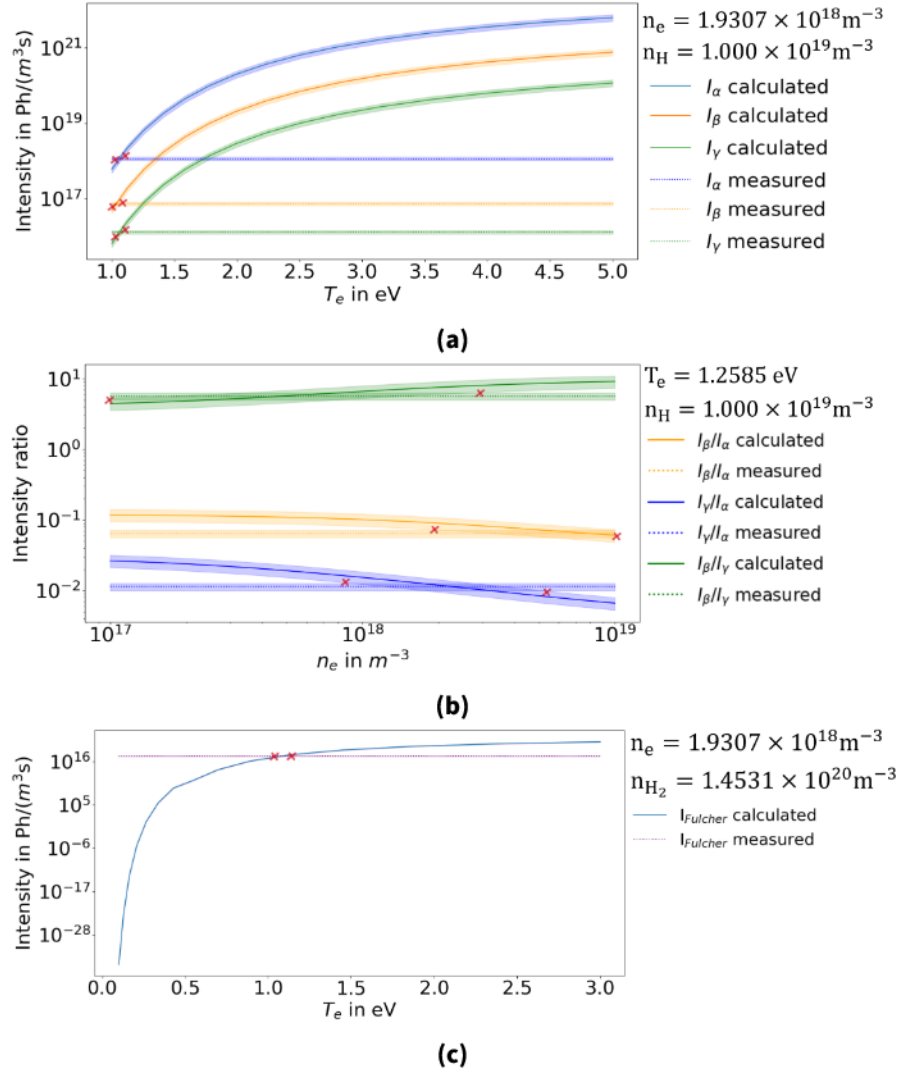 10²¹
10¹⁹
10¹⁷
Intensity in Ph/(m³s)
1.0 1.5 2.0 2.5 3.0 3.5 4.0 4.5 5.0
Tₑ in eV
nₑ = 1.9307 × 10¹⁸m⁻³
n_H = 1.000 × 10¹⁹m⁻³
I_α calculated
I_β calculated
I_γ calculated
I_α measured
I_β measured
I_γ measured
(a)
10¹
10⁰
10⁻¹
10⁻²
Intensity ratio
10¹⁷ 10¹⁸ 10¹⁹
nₑ in m⁻³
Tₑ = 1.2585 eV
n_H = 1.000 × 10¹⁹m⁻³
I_β/I_α calculated
I_β/I_α measured
I_γ/I_α calculated
I_γ/I_α measured
I_β/I_γ calculated
I_β/I_γ measured
(b)
10¹⁶
10⁵
10⁻⁶
10⁻¹⁷
10⁻²⁸
Intensity in Ph/(m³s)
0.0 0.5 1.0 1.5 2.0 2.5 3.0
Tₑ in eV
nₑ = 1.9307 × 10¹⁸m⁻³
n_H₂ = 1.4531 × 10²⁰m⁻³
I_Fulcher calculated
I_Fulcher measured
(c)